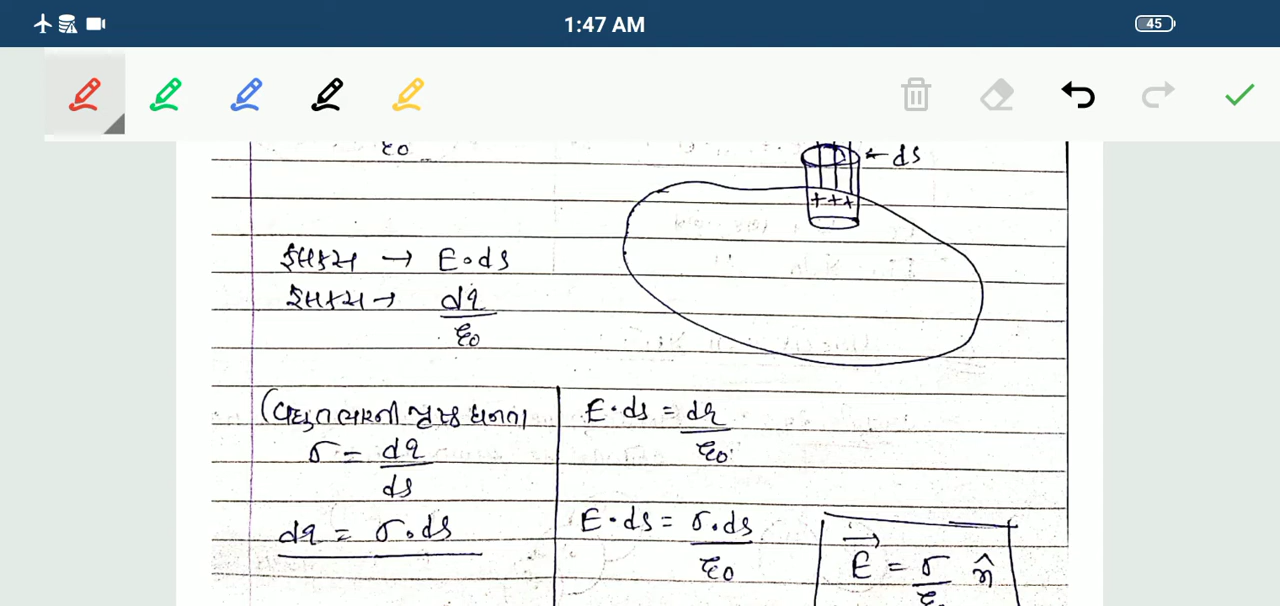 1:47 AM
45
ε0
← ds
+++
ફ્લક્સ → E·ds
ફ્લક્સ → dq/ε0
(વિદ્યુતભારની પૃષ્ઠ ઘનતા
σ = dq/ds
dq = σ·ds
E·ds = dq/ε0
E·ds = σ·ds/ε0
E⃗ = σ/ε0 n̂